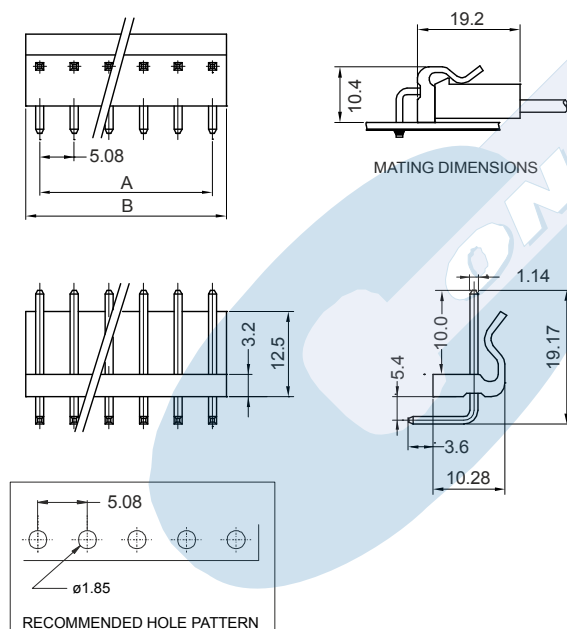 19.2
10.4
MATING DIMENSIONS
5.08
A
B
3.2
12.5
1.14
10.0
5.4
19.17
3.6
10.28
5.08
ø1.85
RECOMMENDED HOLE PATTERN